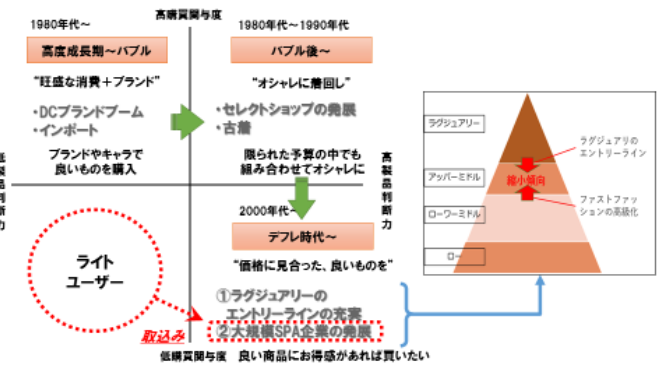 高購買関与度
1980年代～
高度成長期～バブル
“旺盛な消費＋ブランド”
・DCブランドブーム
・インポート
ブランドやキャラで
良いものを購入
1980年代～1990年代
バブル後～
“オシャレに着回し”
・セレクトショップの発展
・古着
限られた予算の中でも
組み合わせてオシャレに
低製品判断力
高製品判断力
2000年代～
デフレ時代～
“価格に見合った、良いものを”
①ラグジュアリーの
エントリーラインの充実
②大規模SPA企業の発展
ライト
ユーザー
取込み
低購買関与度
良い商品にお得感があれば買いたい
ラグジュアリー
アッパーミドル
ローワーミドル
ロー
縮小傾向
ラグジュアリの
エントリーライン
ファストファッ
ションの高級化